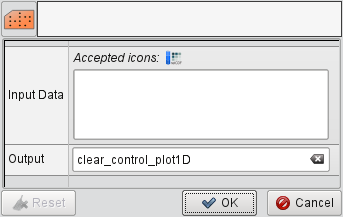 Accepted icons:
Input Data
Output
clear_control_plot1D
Reset
OK
Cancel